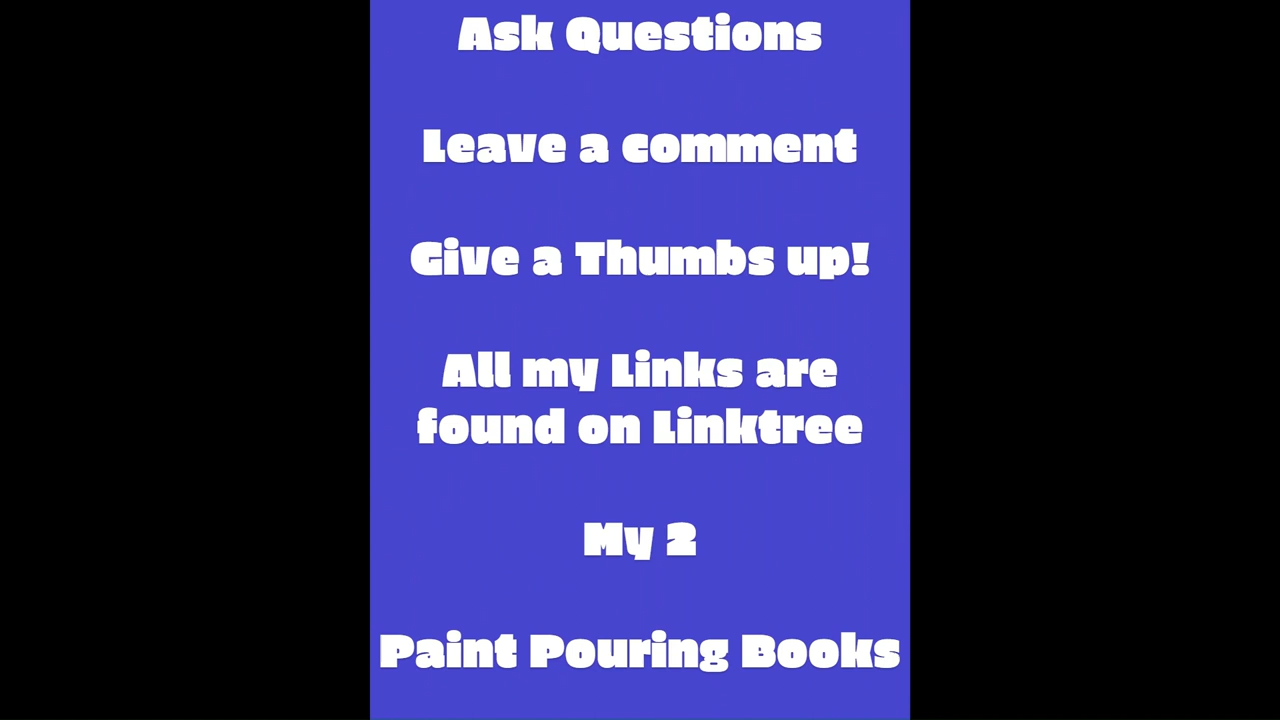 Ask Questions
Leave a comment
Give a Thumbs up!
All my Links are
found on Linktree
My 2
Paint Pouring Books